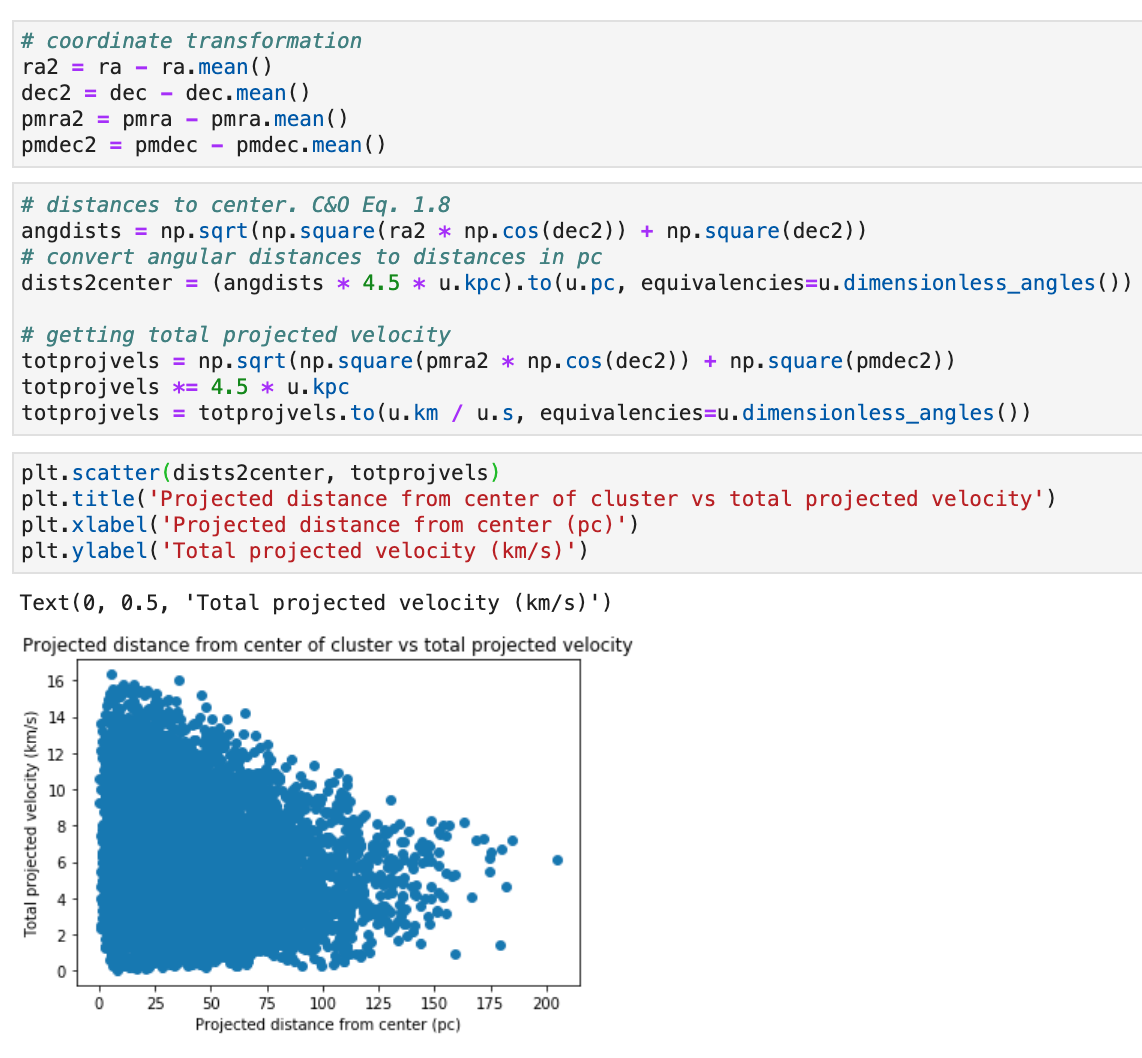 # coordinate transformation
ra2 = ra - ra.mean()
dec2 = dec - dec.mean()
pmra2 = pmra - pmra.mean()
pmdec2 = pmdec - pmdec.mean()
# distances to center. C&O Eq. 1.8
angdists = np.sqrt(np.square(ra2 * np.cos(dec2)) + np.square(dec2))
# convert angular distances to distances in pc
dists2center = (angdists * 4.5 * u.kpc).to(u.pc, equivalencies=u.dimensionless_angles())
# getting total projected velocity
totprojvels = np.sqrt(np.square(pmra2 * np.cos(dec2)) + np.square(pmdec2))
totprojvels *= 4.5 * u.kpc
totprojvels = totprojvels.to(u.km / u.s, equivalencies=u.dimensionless_angles())
plt.scatter(dists2center, totprojvels)
plt.title('Projected distance from center of cluster vs total projected velocity')
plt.xlabel('Projected distance from center (pc)')
plt.ylabel('Total projected velocity (km/s)')
Text(0, 0.5, 'Total projected velocity (km/s)')
Projected distance from center of cluster vs total projected velocity
Total projected velocity (km/s)
16
14
12
10
8
6
4
2
0
0 25 50 75 100 125 150 175 200
Projected distance from center (pc)